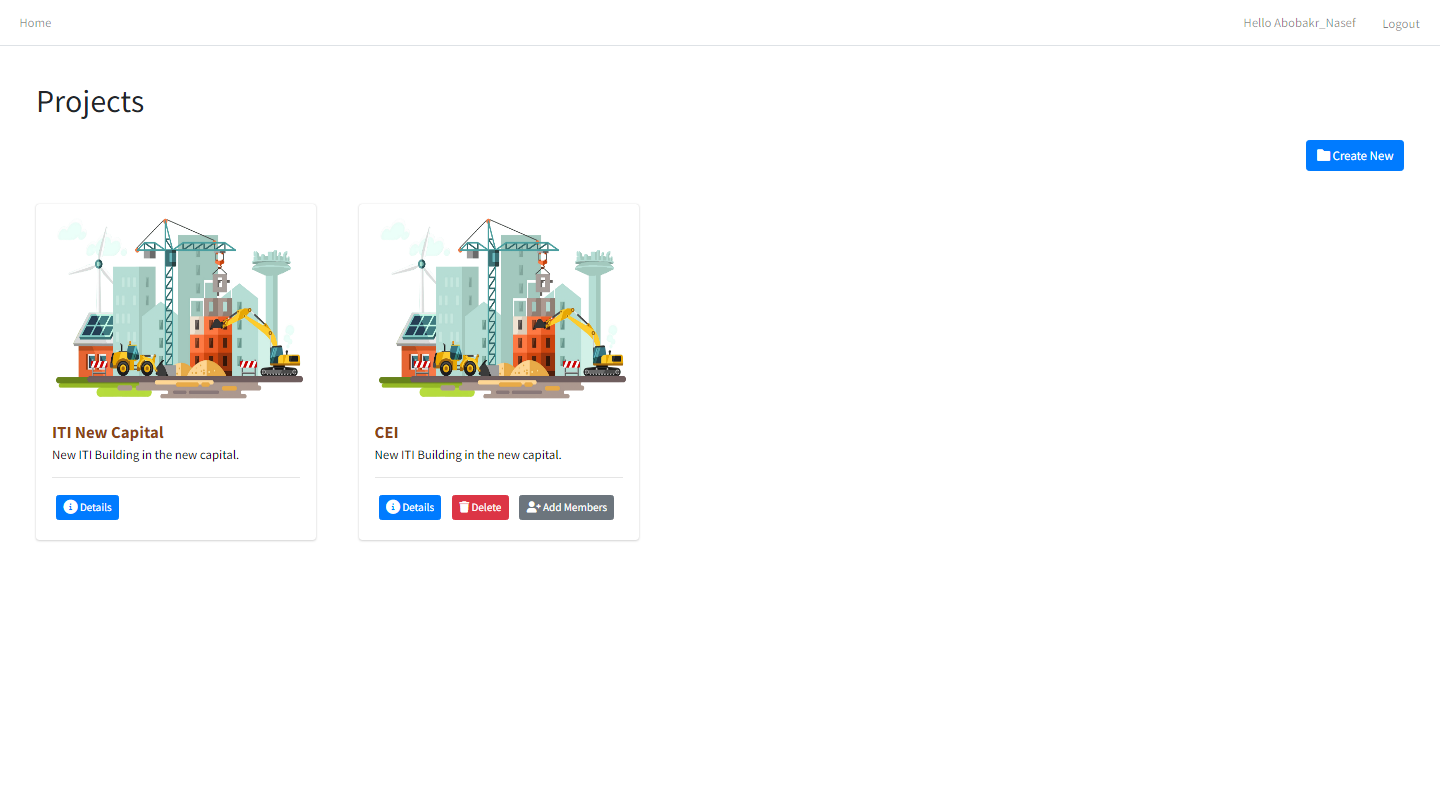 Home
Hello Abobakr_Nasef
Logout
Projects
Create New
ITI New Capital
New ITI Building in the new capital.
Details
CEI
New ITI Building in the new capital.
Details
Delete
Add Members